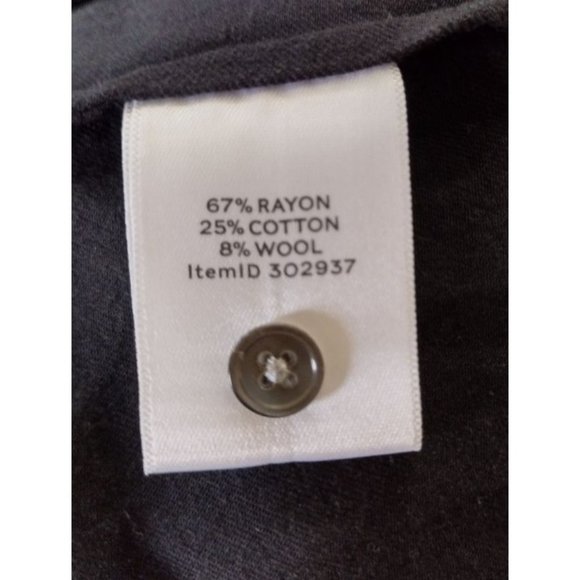 67% RAYON
25% COTTON
8% WOOL
ItemID 302937